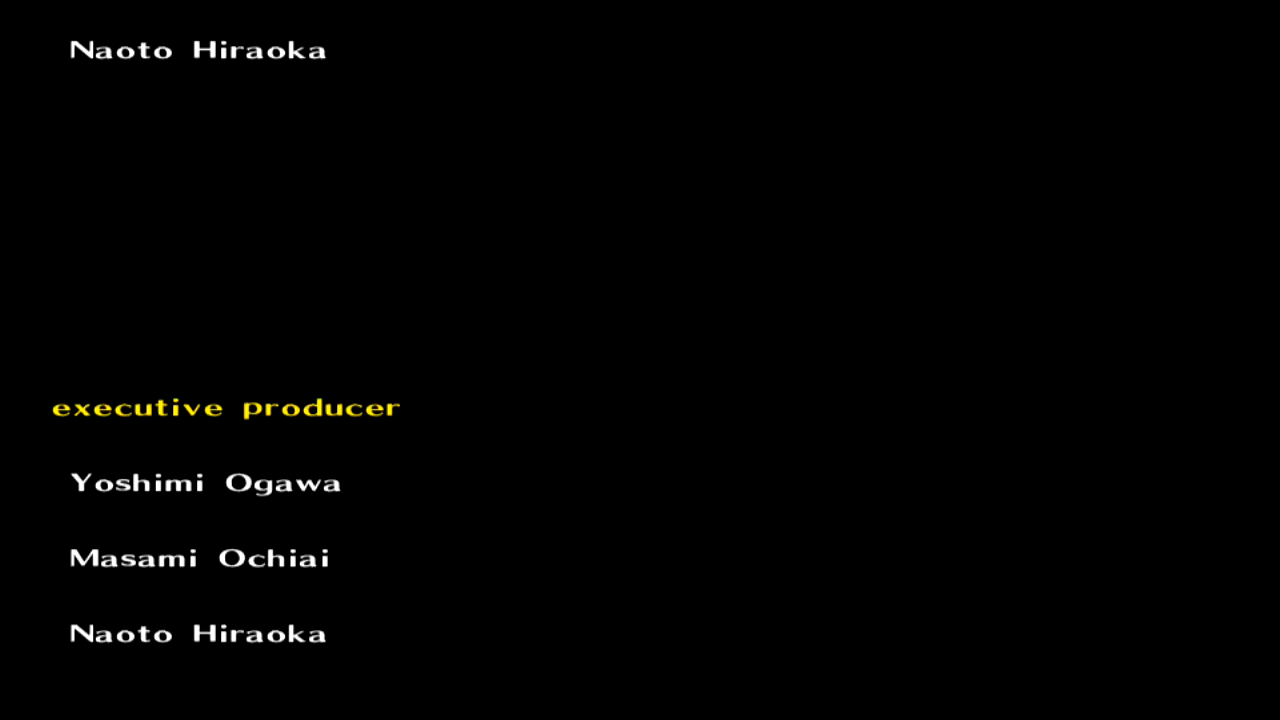 Naoto Hiraoka
executive producer
Yoshimi Ogawa
Masami Ochiai
Naoto Hiraoka